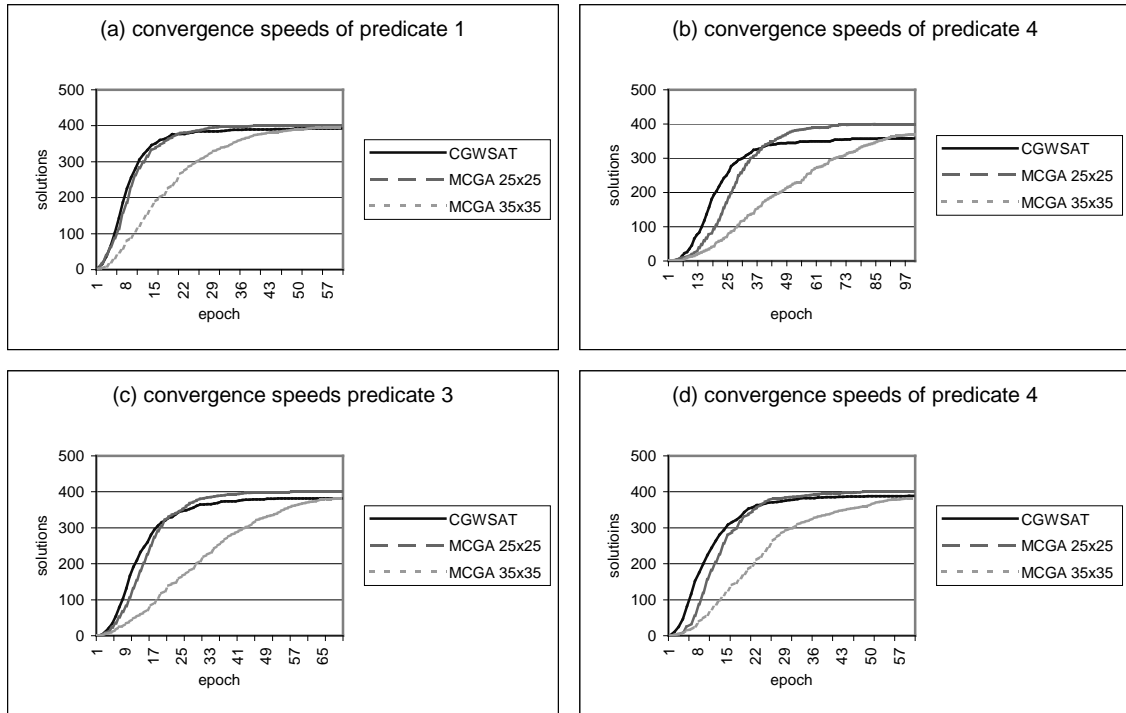 (a) convergence speeds of predicate 1
500
400
300
200
100
0
solutions
1 8 15 22 29 36 43 50 57
epoch
CGWSAT
MCGA 25x25
MCGA 35x35
(b) convergence speeds of predicate 4
500
400
300
200
100
0
solutions
1 13 25 37 49 61 73 85 97
epoch
CGWSAT
MCGA 25x25
MCGA 35x35
(c) convergence speeds predicate 3
500
400
300
200
100
0
solutions
1 9 17 25 33 41 49 57 65
epoch
CGWSAT
MCGA 25x25
MCGA 35x35
(d) convergence speeds of predicate 4
500
400
300
200
100
0
solutioins
1 8 15 22 29 36 43 50 57
epoch
CGWSAT
MCGA 25x25
MCGA 35x35